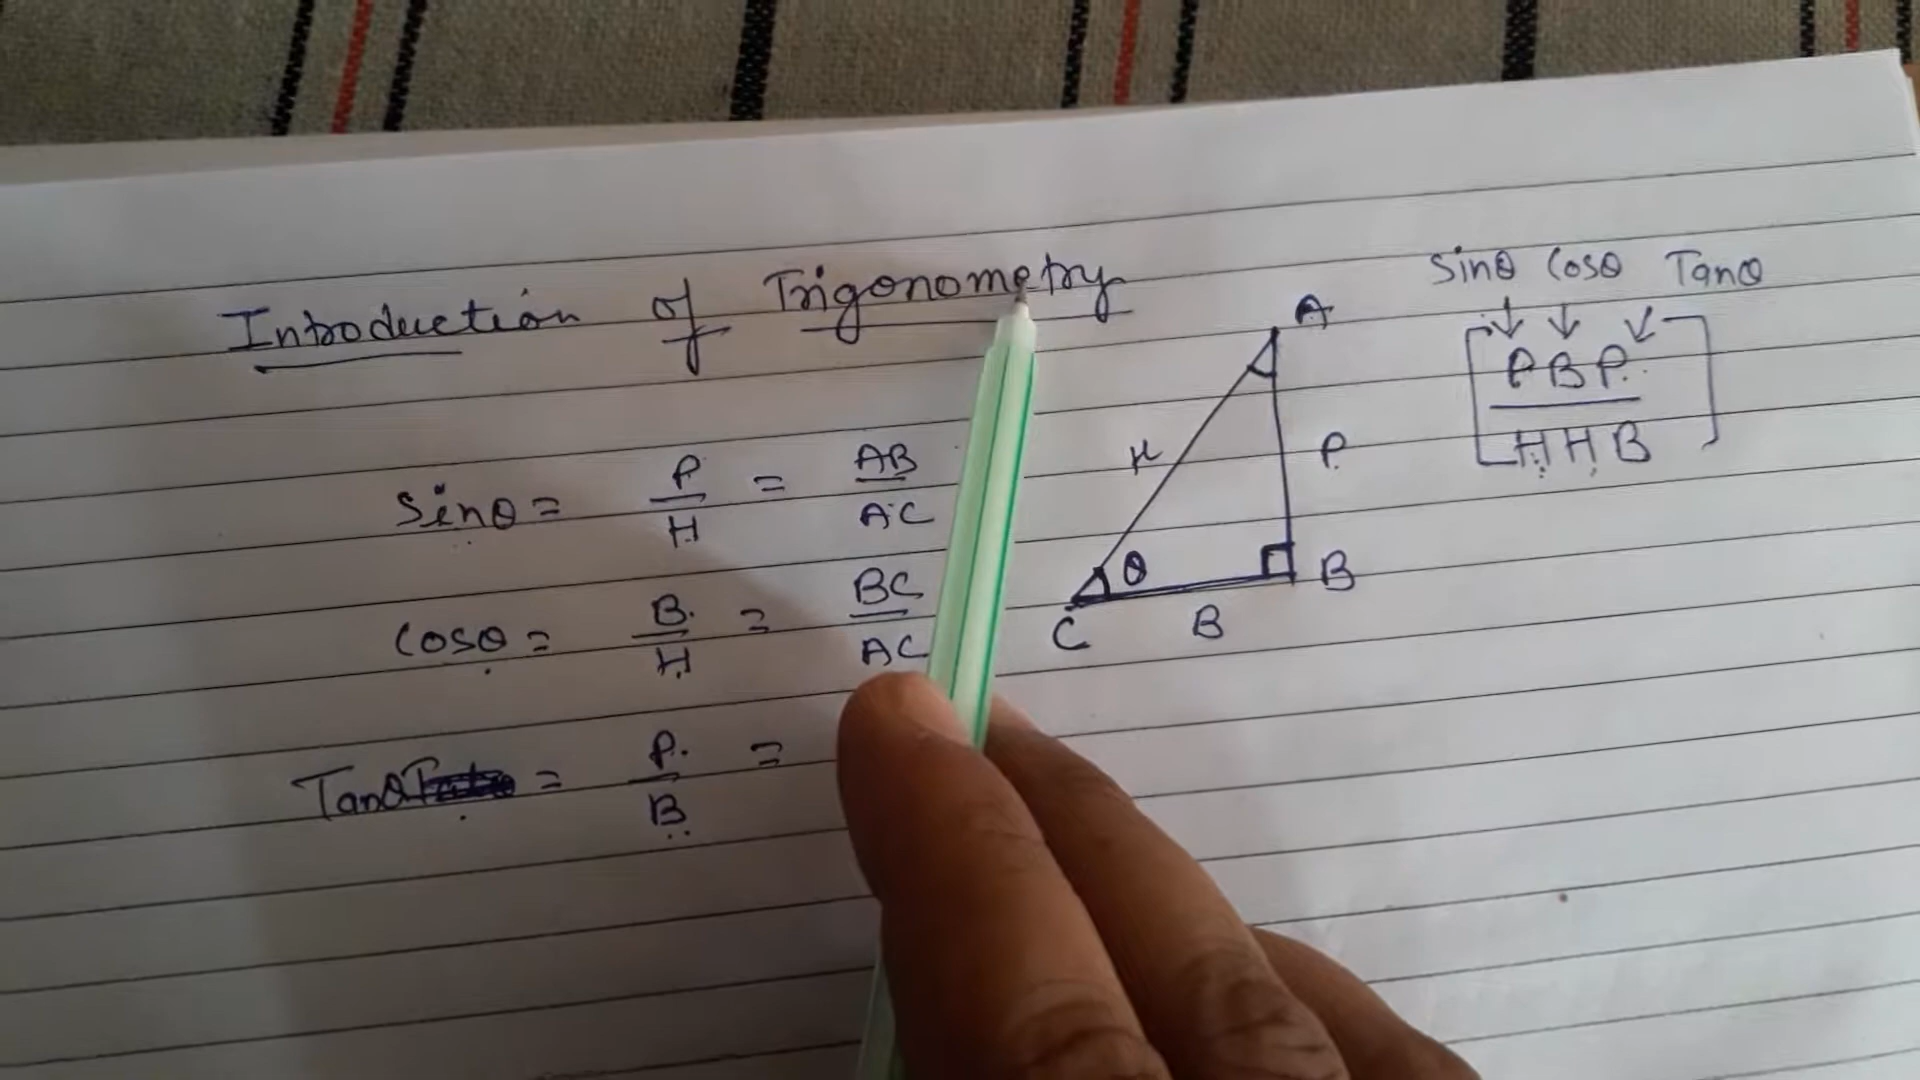 Introduction of Trigonometry
Sinθ = P/H = AB/AC
Cosθ = B/H = BC/AC
Tanθ = P/B =
A
H
P
θ
B
C
B
Sinθ Cosθ Tanθ
P B P
H H B